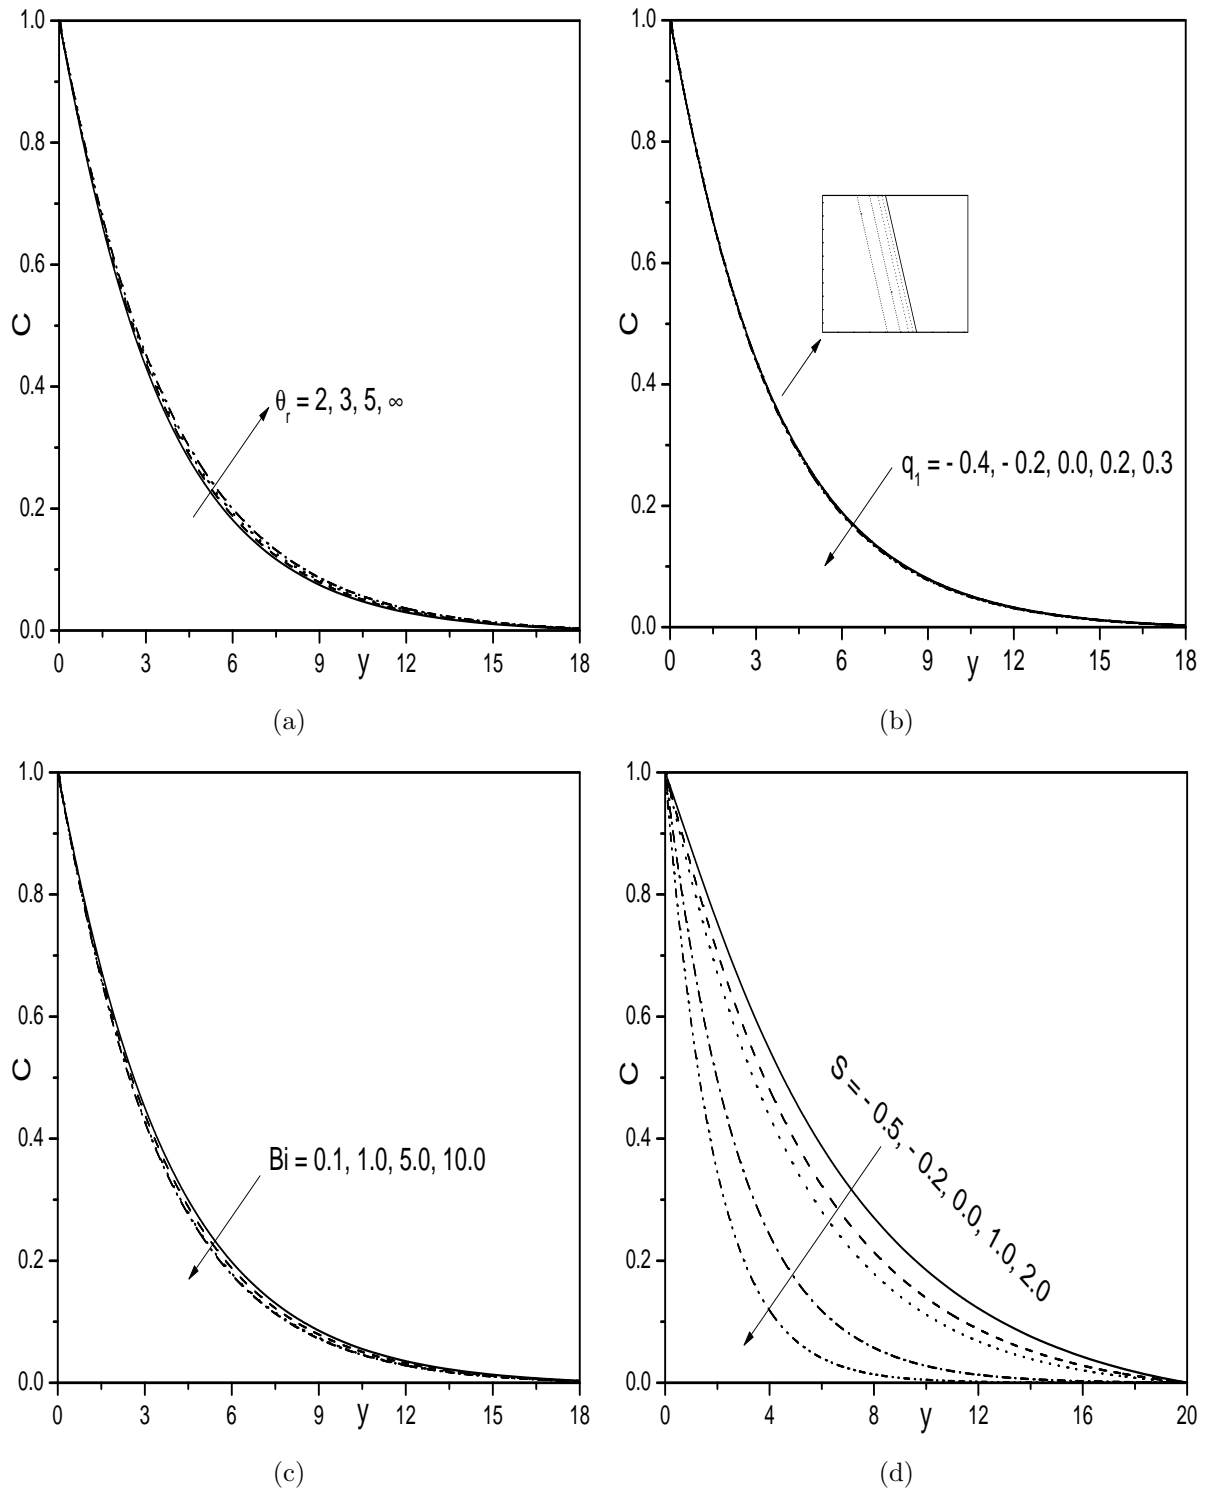 1.0
0.8
0.6
C
0.4
0.2
0.0
θr = 2, 3, 5, ∞
0 3 6 9 12 15 18
y
(a)
1.0
0.8
0.6
C
0.4
0.2
0.0
q1 = - 0.4, - 0.2, 0.0, 0.2, 0.3
0 3 6 9 12 15 18
y
(b)
1.0
0.8
0.6
C
0.4
0.2
0.0
Bi = 0.1, 1.0, 5.0, 10.0
0 3 6 9 12 15 18
y
(c)
1.0
0.8
0.6
C
0.4
0.2
0.0
S = - 0.5, - 0.2, 0.0, 1.0, 2.0
0 4 8 12 16 20
y
(d)